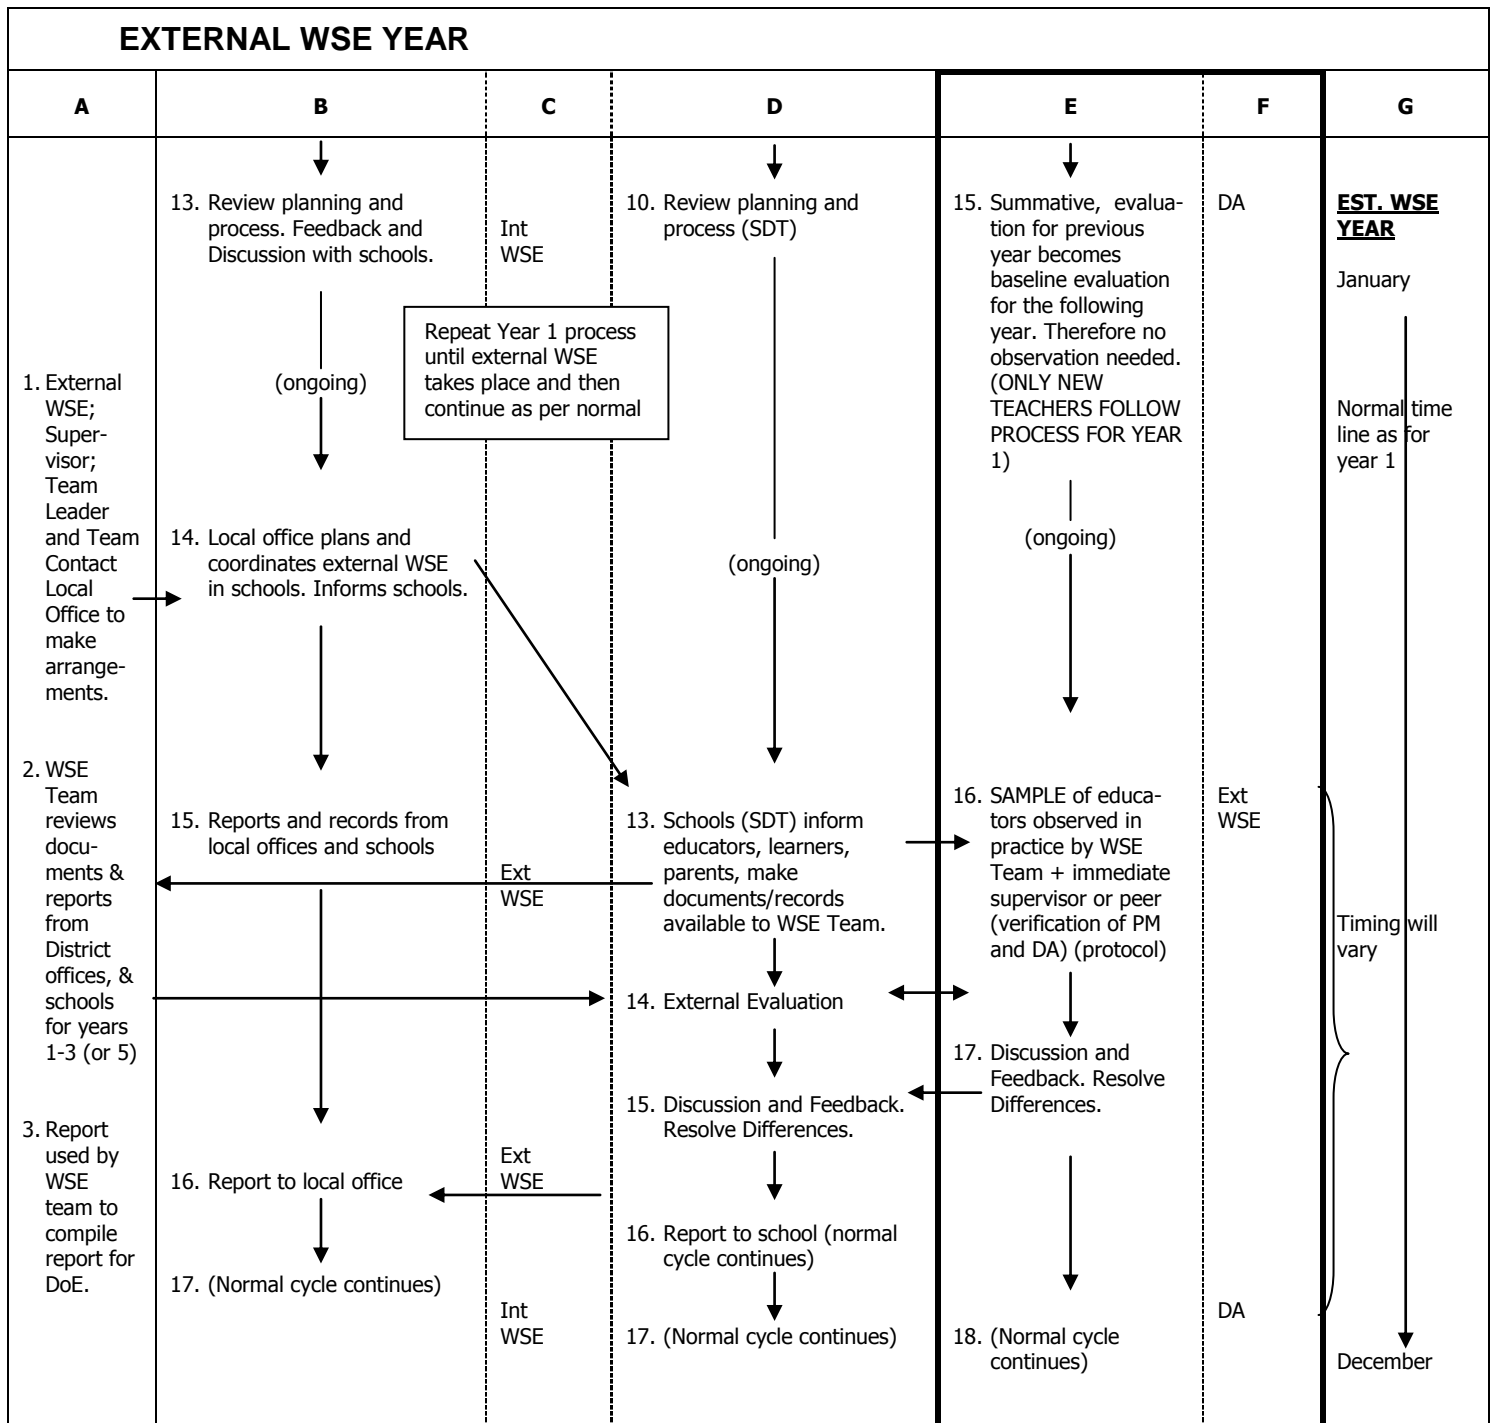 EXTERNAL WSE YEAR
A
B
C
D
E
F
G
1. External
WSE;
Super-
visor;
Team
Leader
and Team
Contact
Local
Office to
make
arrange-
ments.
2. WSE
Team
reviews
docu-
ments &
reports
from
District
offices, &
schools
for years
1-3 (or 5)
3. Report
used by
WSE
team to
compile
report for
DoE.
13. Review planning and
process. Feedback and
Discussion with schools.
(ongoing)
14. Local office plans and
coordinates external WSE
in schools. Informs schools.
15. Reports and records from
local offices and schools
16. Report to local office
17. (Normal cycle continues)
Int
WSE
Repeat Year 1 process
until external WSE
takes place and then
continue as per normal
Ext
WSE
Ext
WSE
Int
WSE
10. Review planning and
process (SDT)
(ongoing)
13. Schools (SDT) inform
educators, learners,
parents, make
documents/records
available to WSE Team.
14. External Evaluation
15. Discussion and Feedback.
Resolve Differences.
16. Report to school (normal
cycle continues)
17. (Normal cycle continues)
15. Summative, evalua-
tion for previous
year becomes
baseline evaluation
for the following
year. Therefore no
observation needed.
(ONLY NEW
TEACHERS FOLLOW
PROCESS FOR YEAR
1)
(ongoing)
16. SAMPLE of educa-
tors observed in
practice by WSE
Team + immediate
supervisor or peer
(verification of PM
and DA) (protocol)
17. Discussion and
Feedback. Resolve
Differences.
18. (Normal cycle
continues)
DA
Ext
WSE
DA
EST. WSE
YEAR
January
Normal time
line as for
year 1
Timing will
vary
December